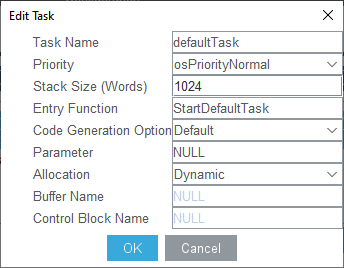 Edit Task
Task Name defaultTask
Priority osPriorityNormal
Stack Size (Words) 1024
Entry Function StartDefaultTask
Code Generation Option Default
Parameter NULL
Allocation Dynamic
Buffer Name NULL
Control Block Name NULL
OK Cancel